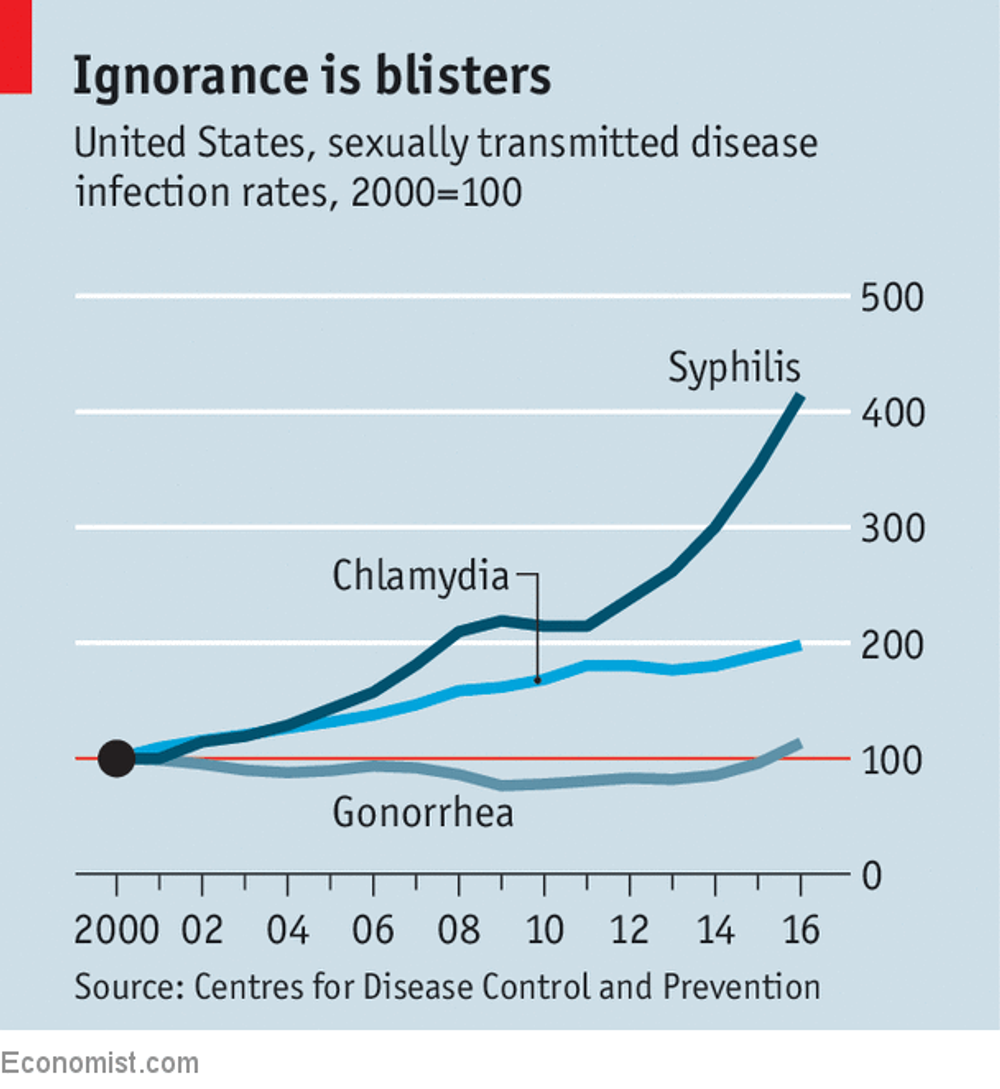 Ignorance is blisters
United States, sexually transmitted disease
infection rates, 2000=100
500
Syphilis
400
300
Chlamydia
200
100
Gonorrhea
0
2000 02 04 06 08 10 12 14 16
Source: Centres for Disease Control and Prevention
Economist.com